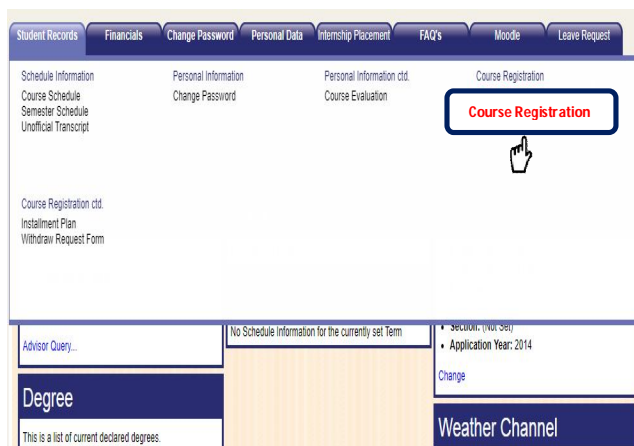 Student Records Financials Change Password Personal Data Internship Placement FAQ's Moodle Leave Request
Schedule Information Personal Information Personal Information ctd. Course Registration
Course Schedule Change Password Course Evaluation Course Registration
Semester Schedule
Unofficial Transcript
Course Registration ctd.
Installment Plan
Withdraw Request Form
No Schedule Information for the currently set Term
Section: (Not Set)
Advisor Query...
• Application Year: 2014
Change
Degree
This is a list of current declared degrees.
Weather Channel